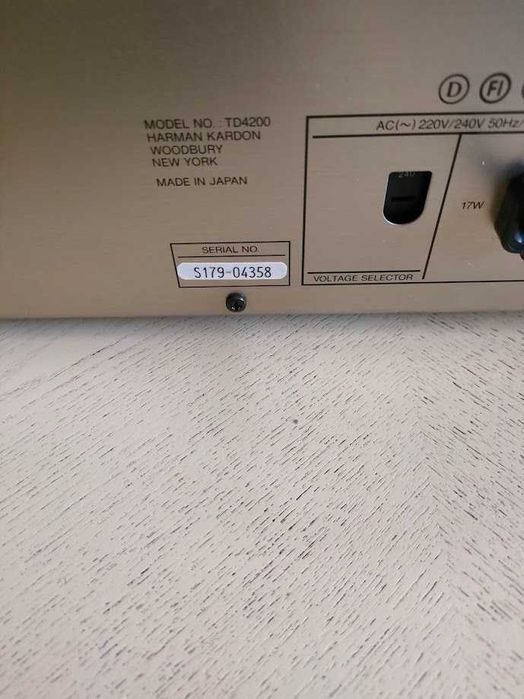 D FI
MODEL NO. : TD4200
HARMAN KARDON
WOODBURY
NEW YORK
MADE IN JAPAN
SERIAL NO.
S179-04358
AC(～) 220V/240V 50Hz/
240
17W
VOLTAGE SELECTOR